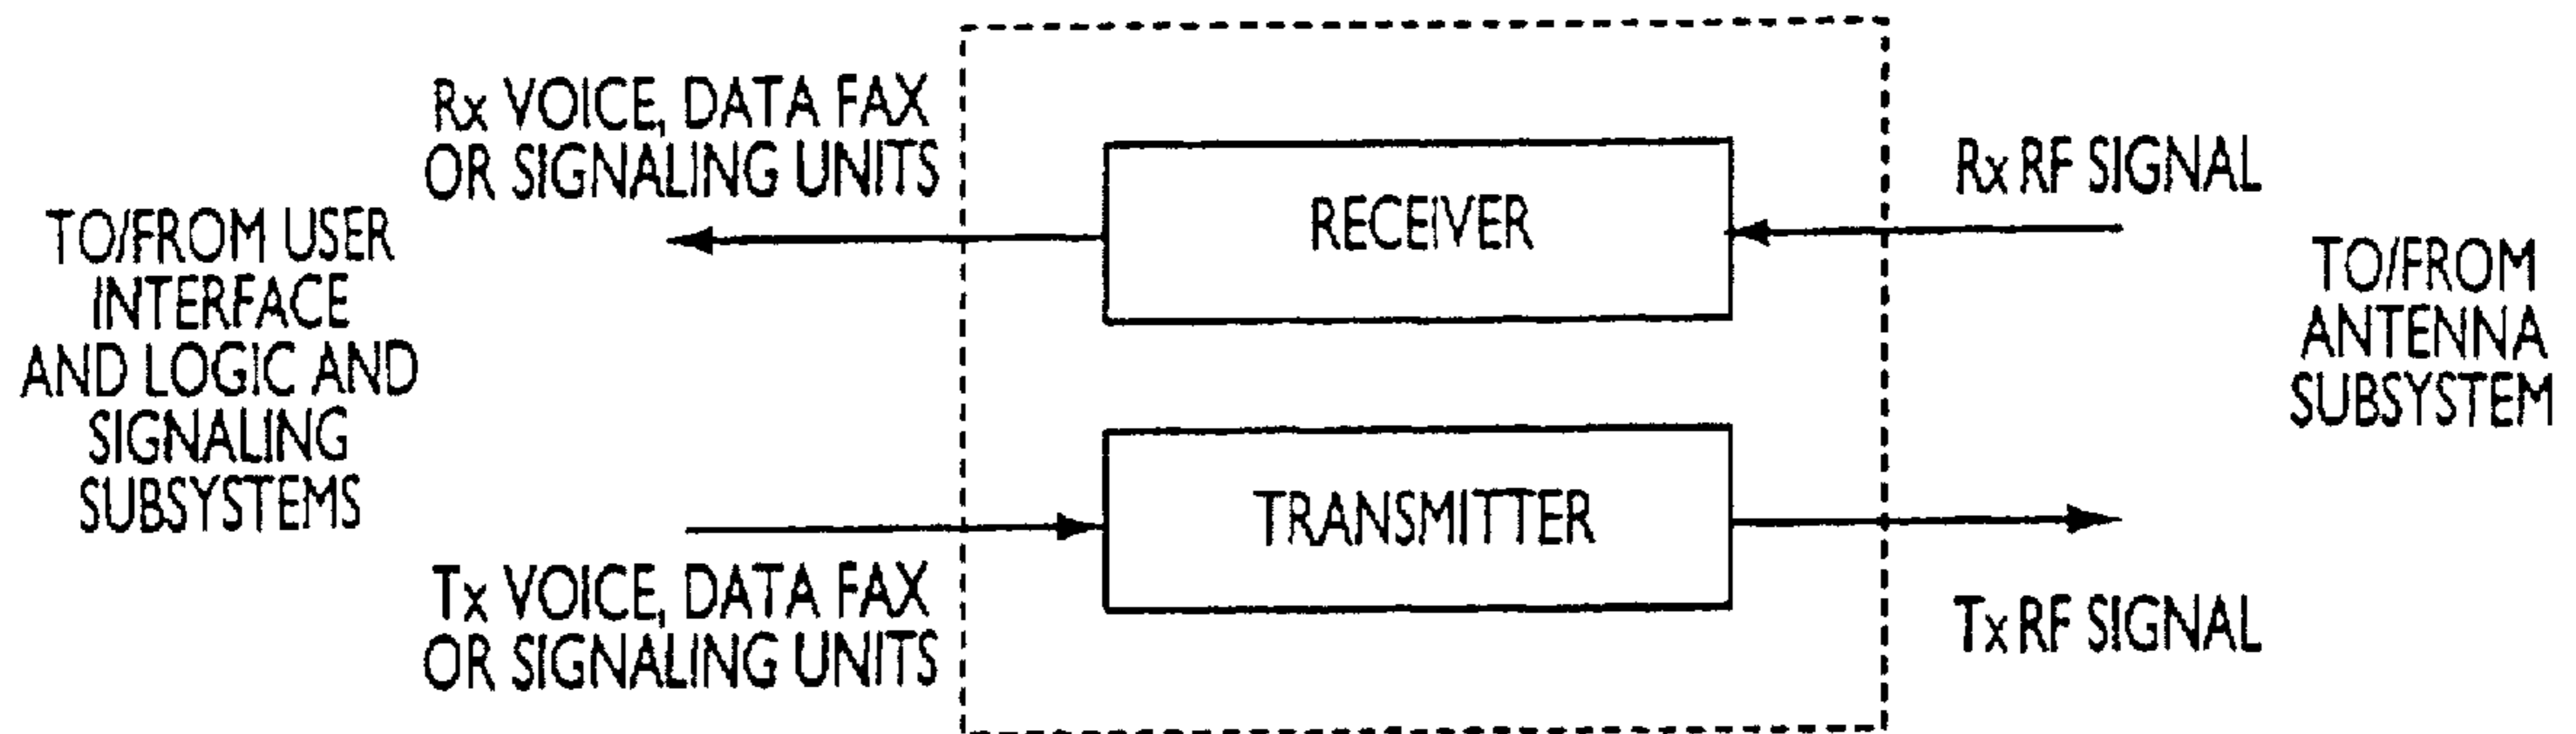 Rx VOICE, DATA FAX
OR SIGNALING UNITS
Rx RF SIGNAL
RECEIVER
TO/FROM USER
INTERFACE
AND LOGIC AND
SIGNALING
SUBSYSTEMS
TO/FROM
ANTENNA
SUBSYSTEM
TRANSMITTER
Tx VOICE, DATA FAX
OR SIGNALING UNITS
Tx RF SIGNAL